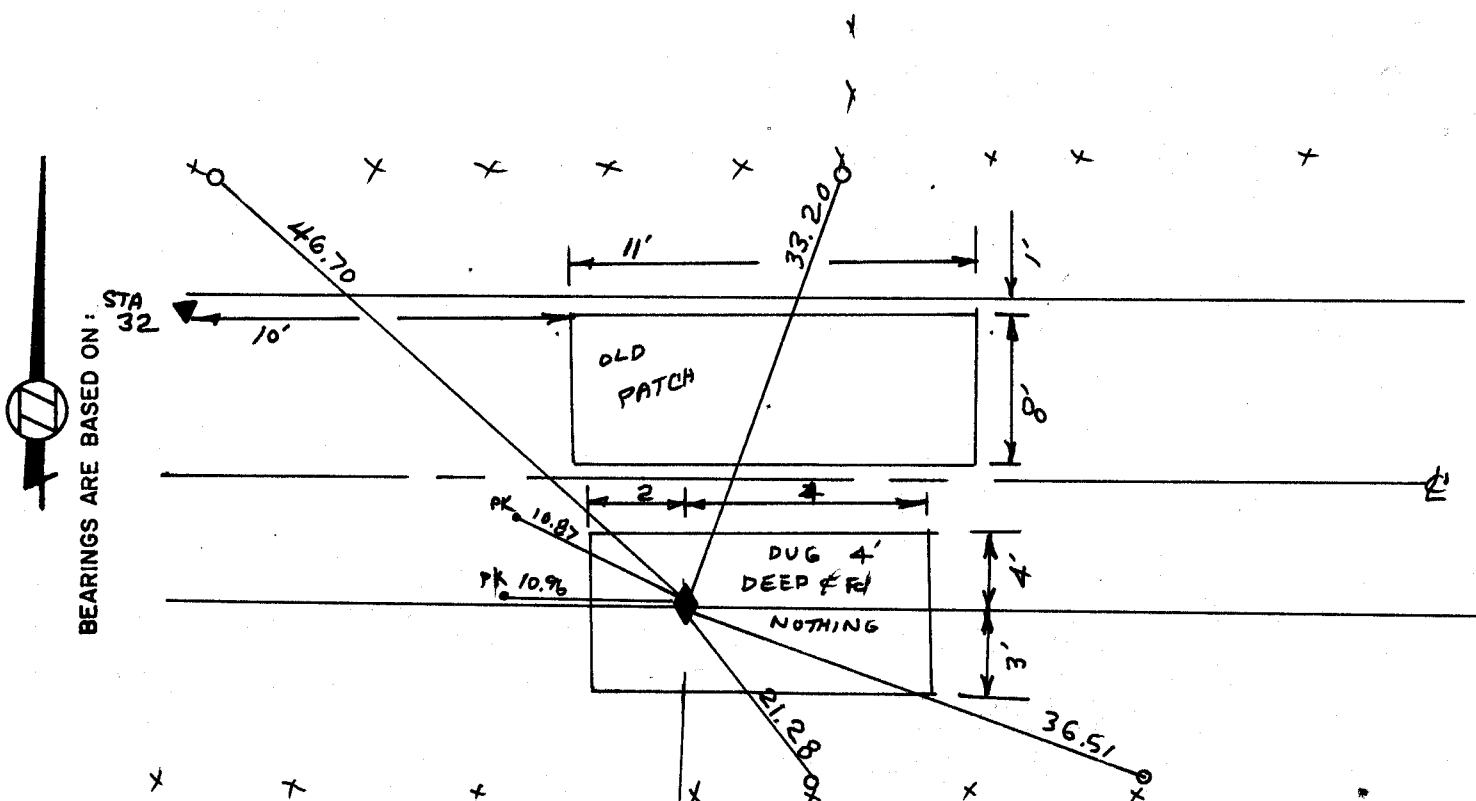 46.70
33.20
11'
1'
BEARINGS ARE BASED ON:
STA
32
10'
OLD
PATCH
8'
℄
2
PK 10.87
DUG 4'
DEEP & Fd
NOTHING
4'
PK 10.96
3'
21.28
36.51